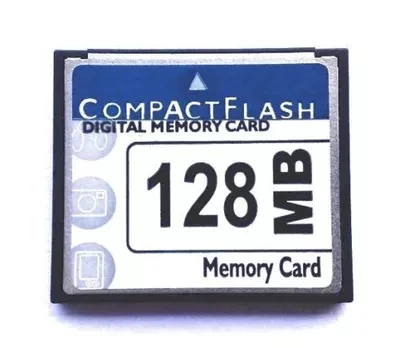 COMPACTFLASH
DIGITAL MEMORY CARD
128 MB
Memory Card